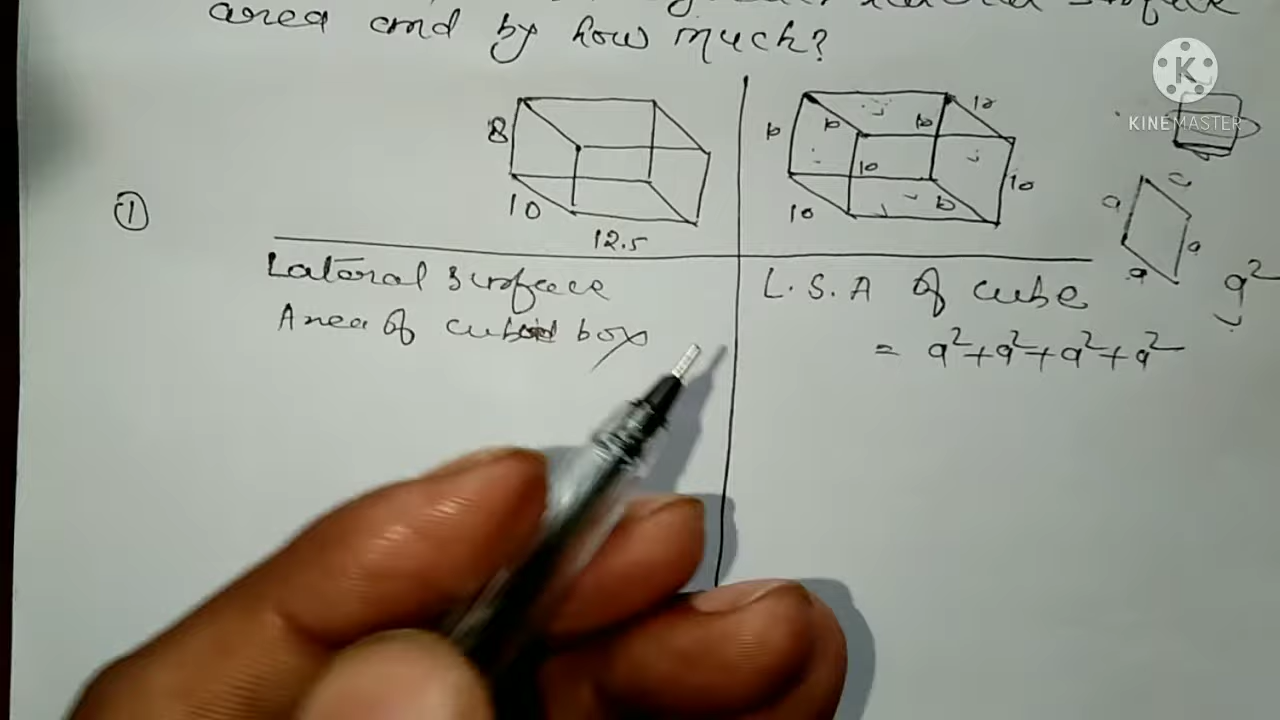 area and by how much?
8
10
12.5
10
10
10
10
10
10
10
K
KINEMASTER
a
a
a
a
a²
①
Lateral Surface
Area of cuboid box
L.S.A of cube
= a²+a²+a²+a²